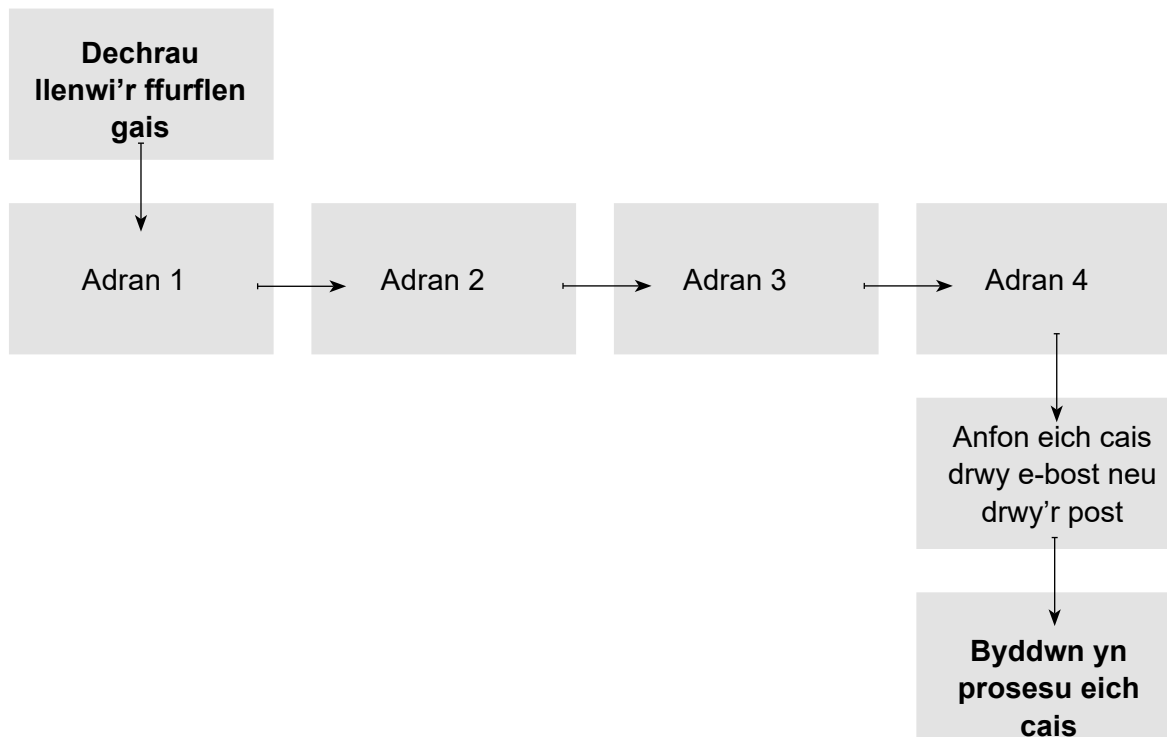 Dechrau
llenwi’r ffurflen
gais
Adran 1
Adran 2
Adran 3
Adran 4
Anfon eich cais
drwy e-bost neu
drwy’r post
Byddwn yn
prosesu eich
cais